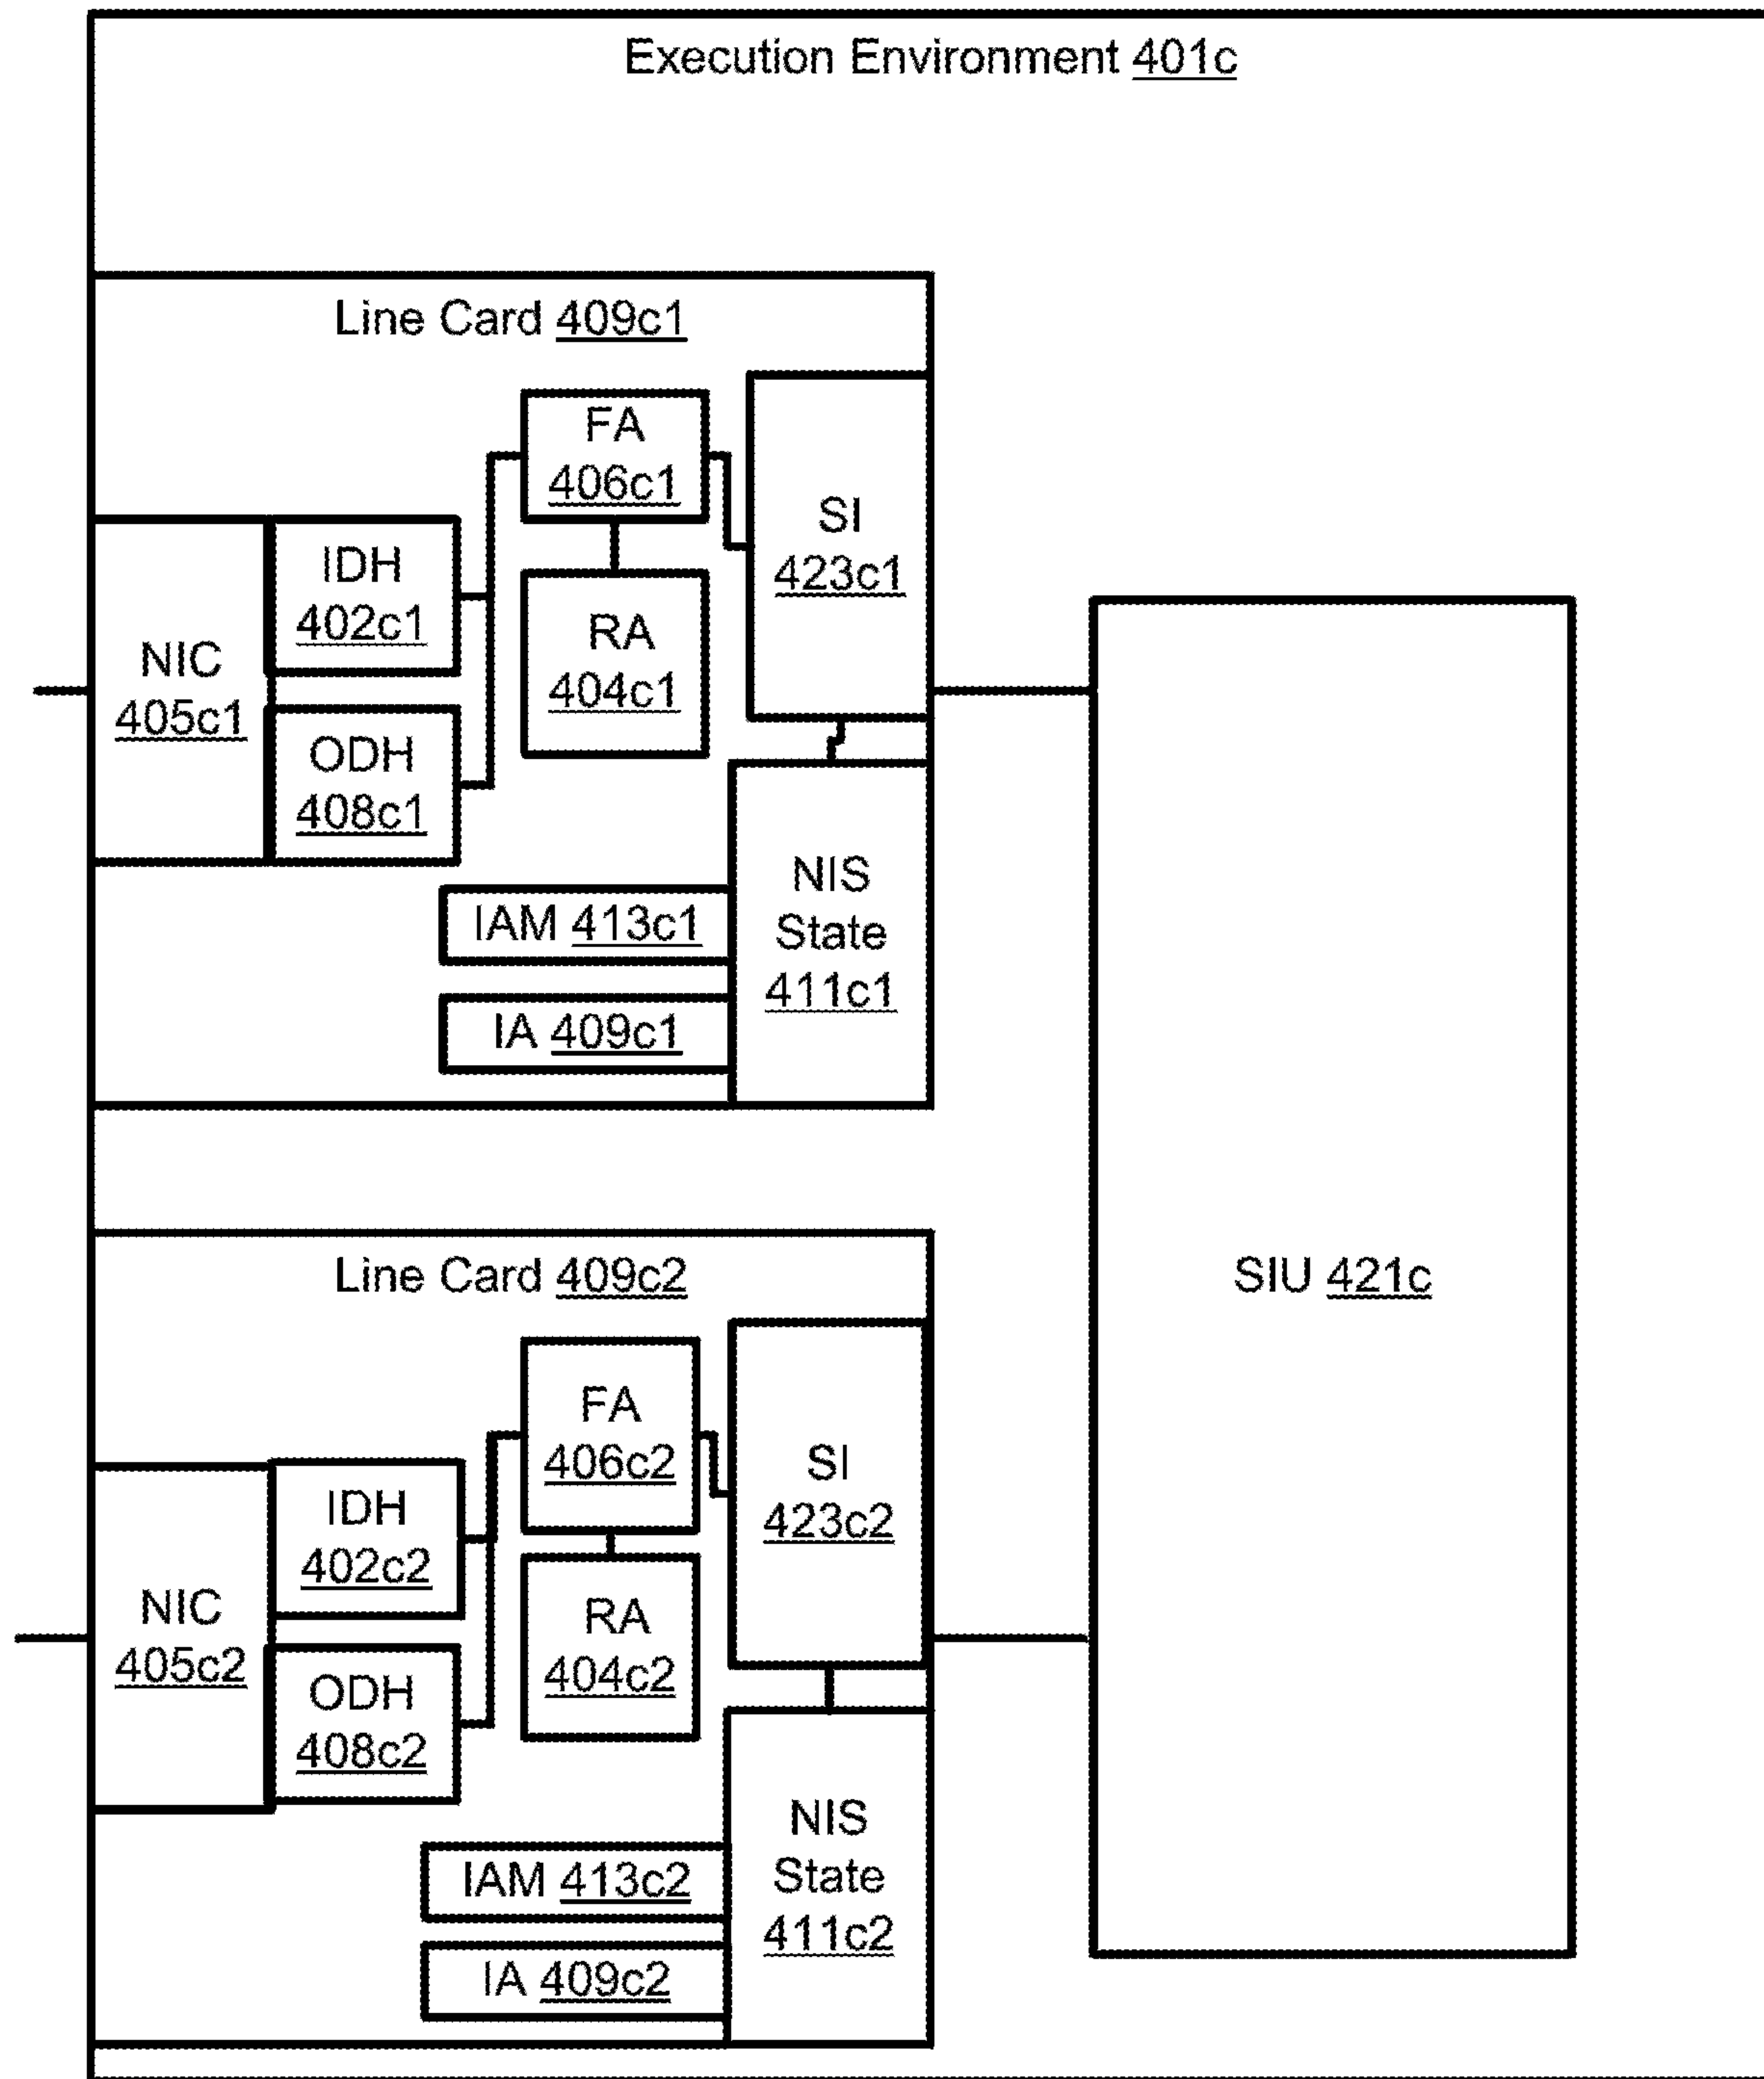 Execution Environment 401c
Line Card 409c1
FA
406c1
SI
423c1
IDH
402c1
RA
404c1
NIC
405c1
ODH
408c1
NIS
State
411c1
IAM 413c1
IA 409c1
SIU 421c
Line Card 409c2
FA
406c2
SI
423c2
IDH
402c2
RA
404c2
NIC
405c2
ODH
408c2
NIS
State
411c2
IAM 413c2
IA 409c2